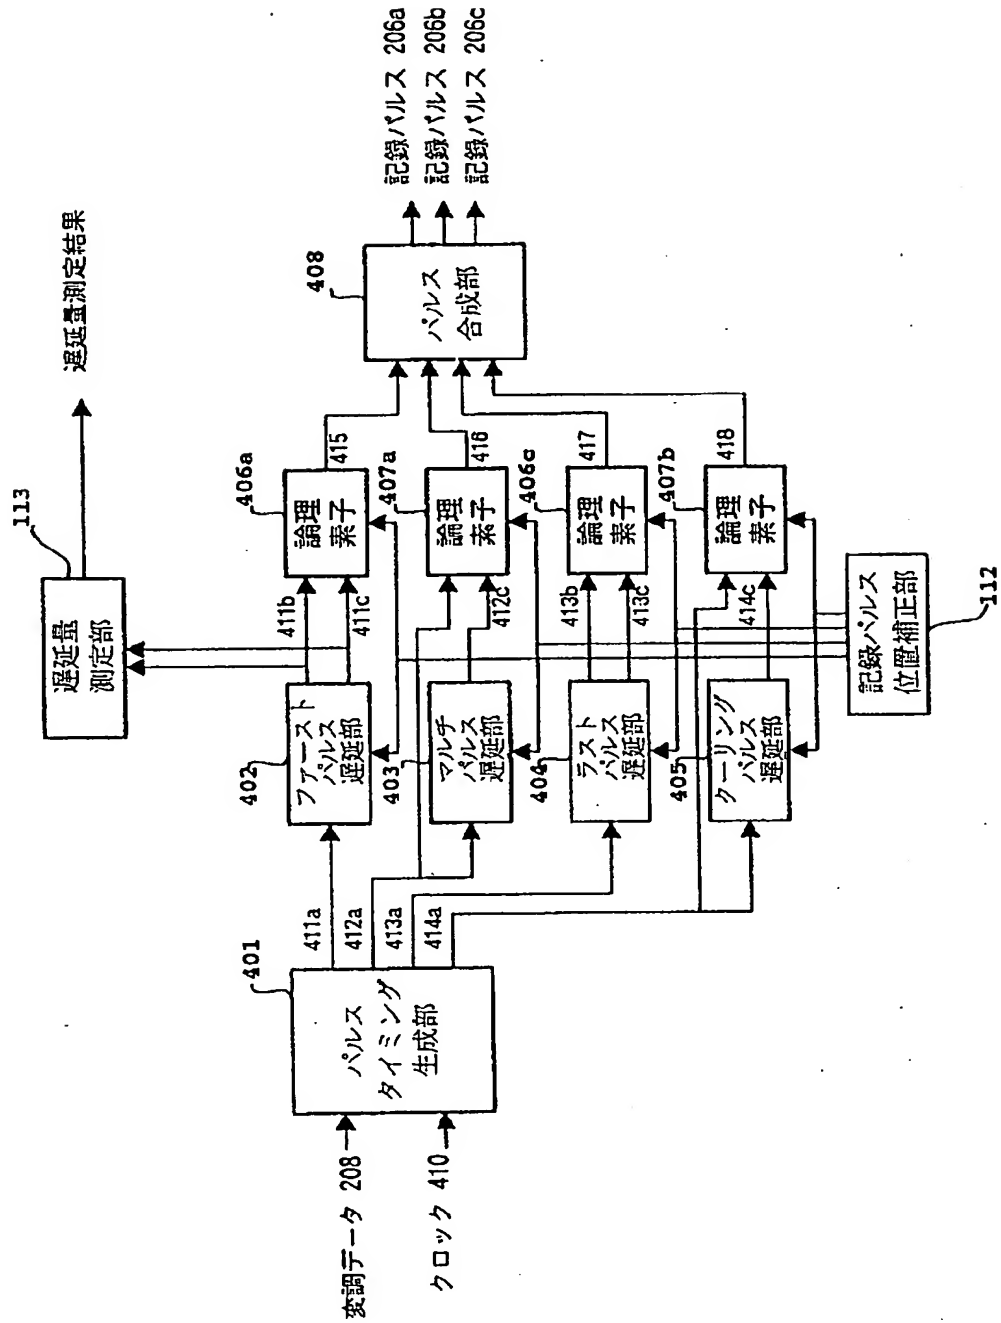 変調データ 208
クロック 410
401
パルス
タイミング
生成部
411a
412a
413a
414a
402
ファースト
パルス
遅延部
403
マルチ
パルス
遅延部
404
ラスト
パルス
遅延部
405
クーリング
パルス
遅延部
113
遅延量
測定部
遅延量測定結果
411b
411c
412c
413b
413c
414c
406a
論理
素子
407a
論理
素子
406c
論理
素子
407b
論理
素子
415
416
417
418
記録パルス
位置補正部
112
408
パルス
合成部
記録パルス 206a
記録パルス 206b
記録パルス 206c